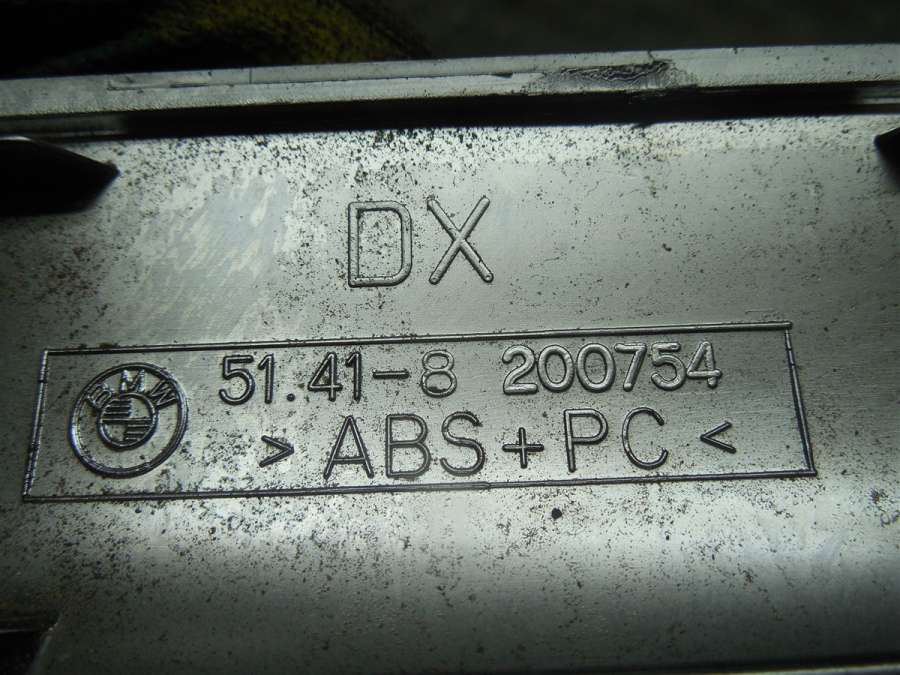 DX
BMW
51.41-8 200754
>ABS+PC<